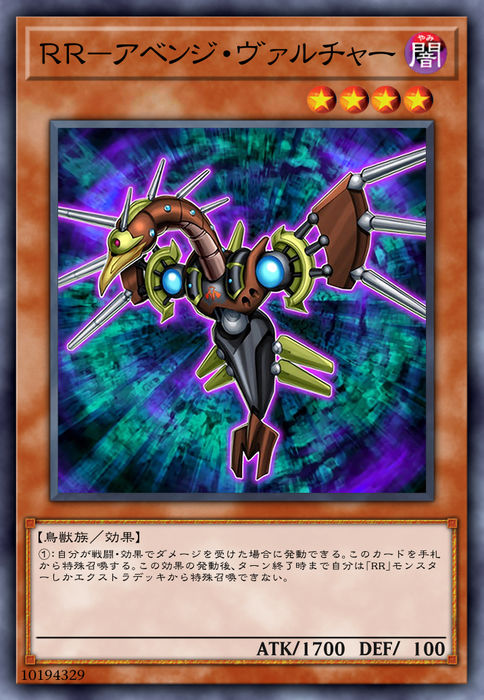 RR－アベンジ・ヴァルチャー
やみ
闇
【鳥獣族／効果】
①：自分が戦闘・効果でダメージを受けた場合に発動できる。このカードを手札
から特殊召喚する。この効果の発動後、ターン終了時まで自分は「RR」モンスタ
ーしかエクストラデッキから特殊召喚できない。
ATK/1700 DEF/ 100
10194329